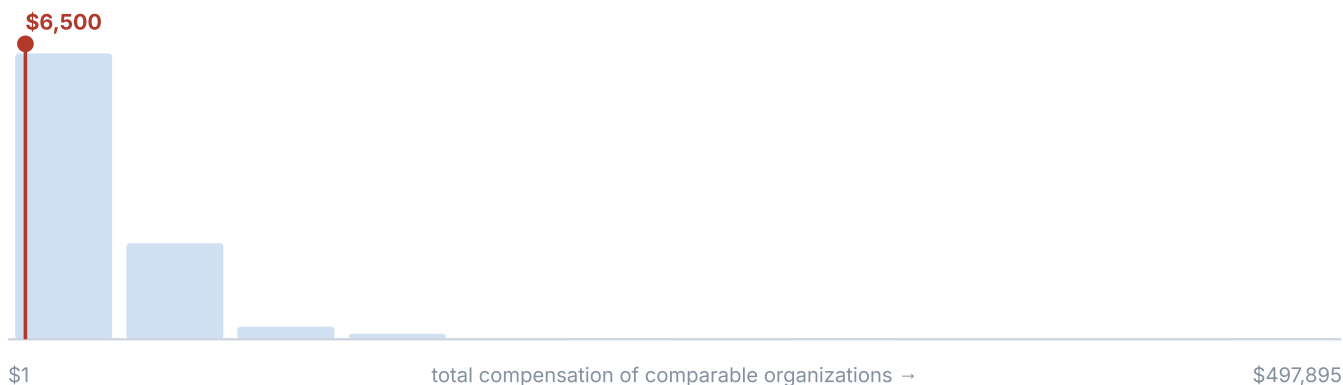 $6,500
$1 total compensation of comparable organizations → $497,895